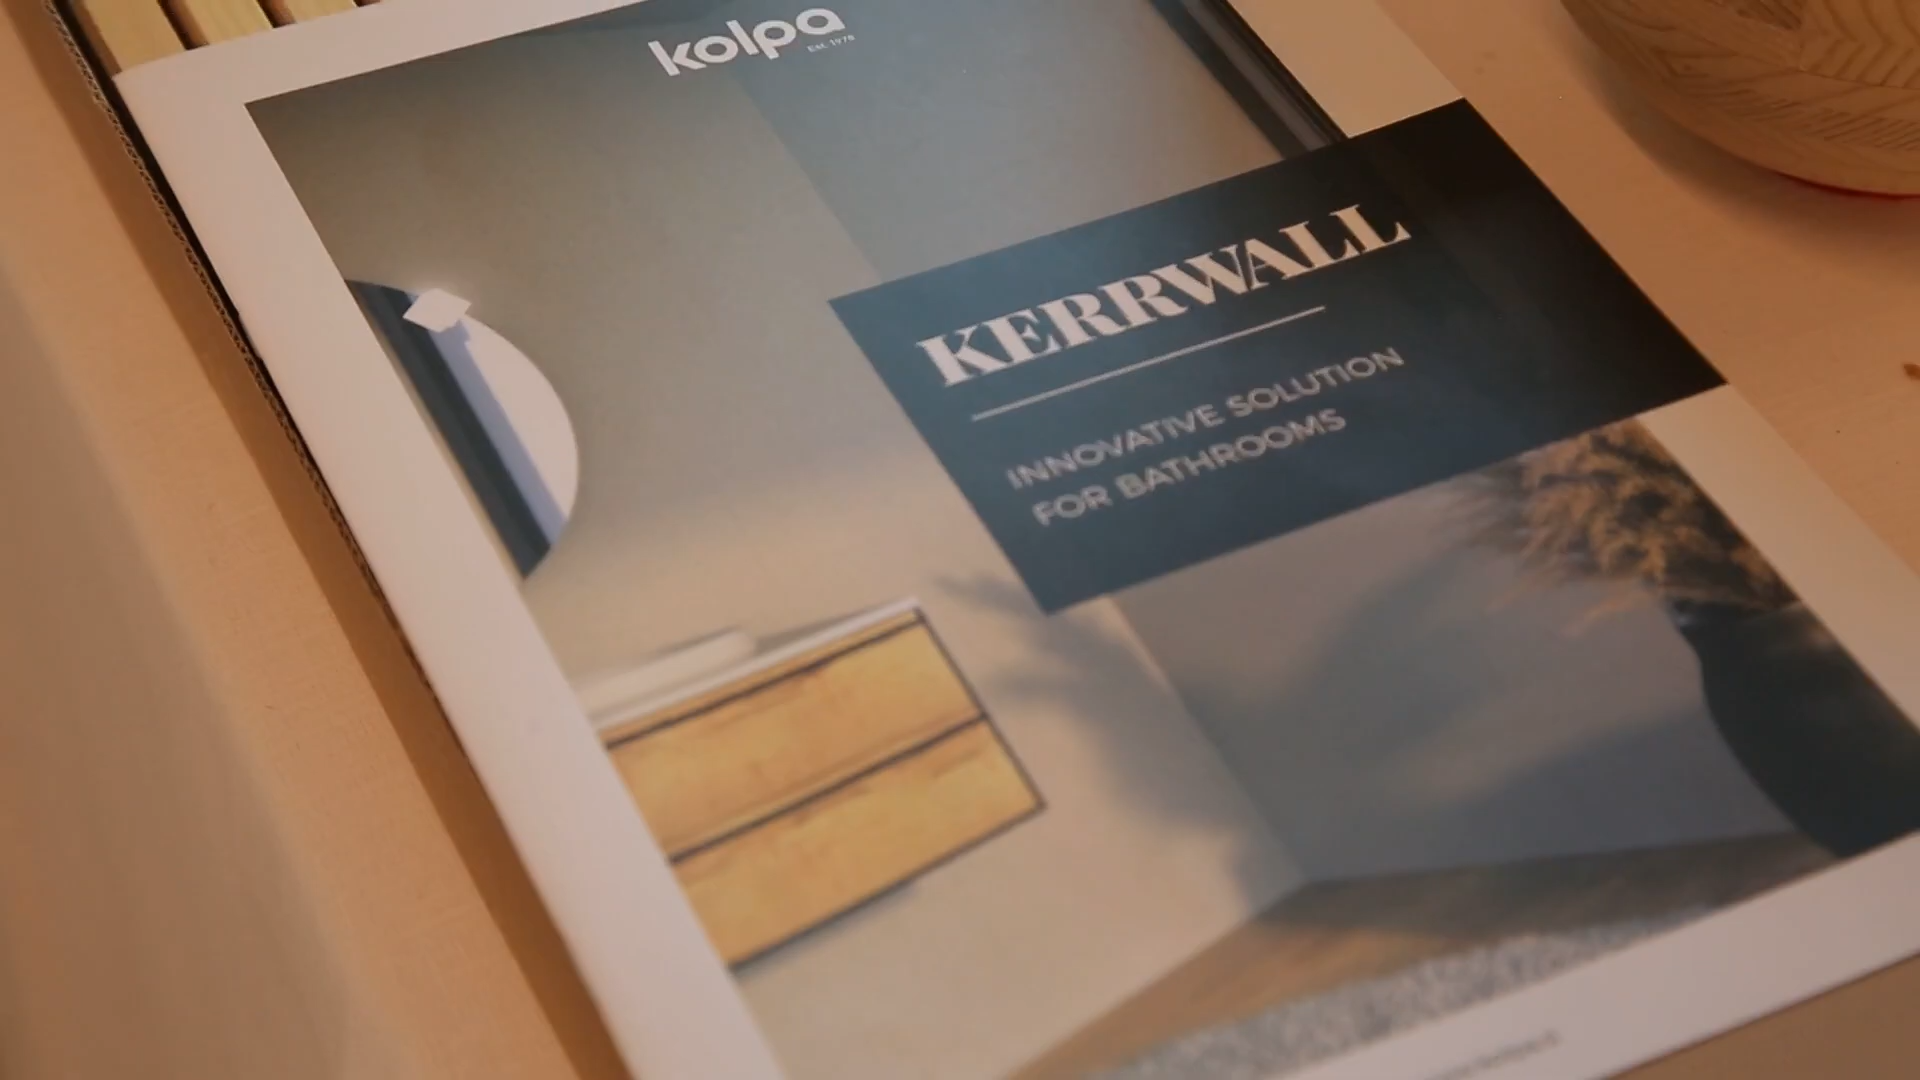 kolpa
Est. 1978
KERRWALL
INNOVATIVE SOLUTION
FOR BATHROOMS